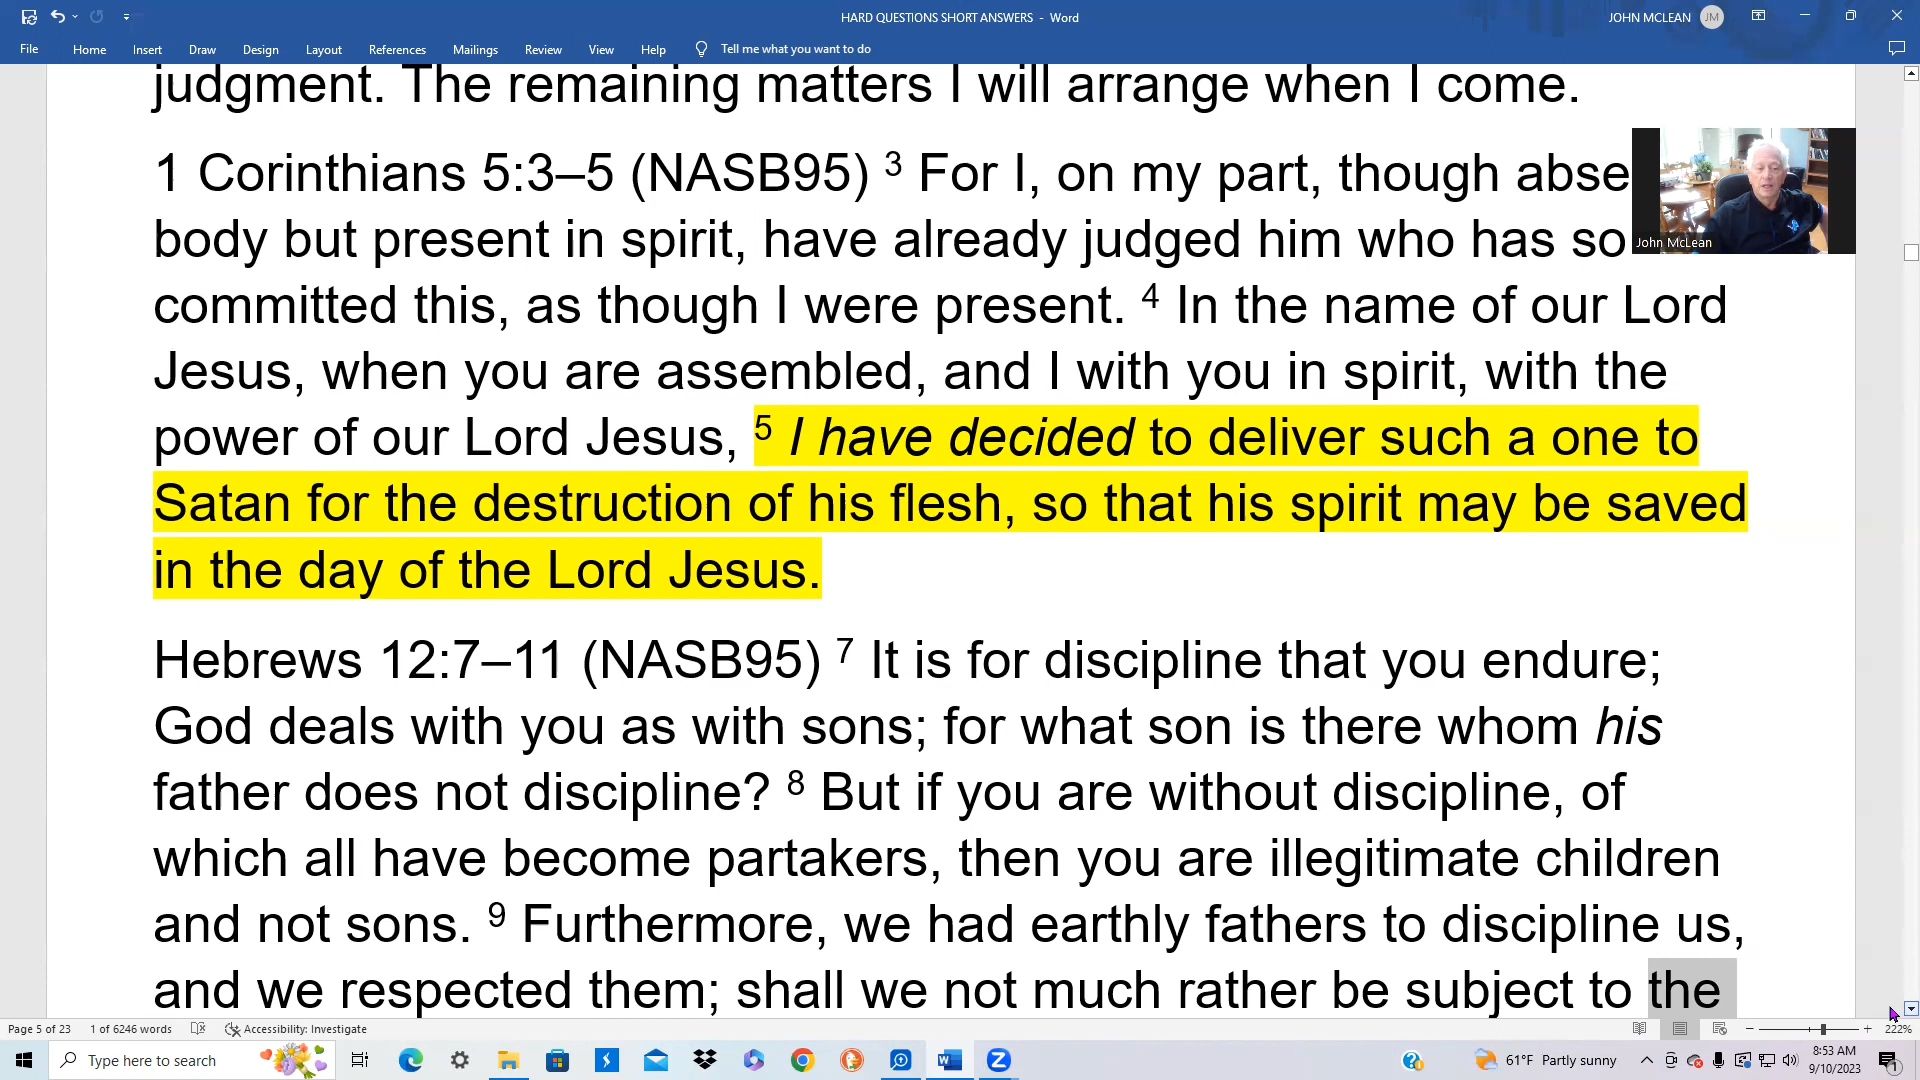 HARD QUESTIONS SHORT ANSWERS - Word
JOHN MCLEAN JM
File Home Insert Draw Design Layout References Mailings Review View Help Tell me what you want to do
judgment. The remaining matters I will arrange when I come.
1 Corinthians 5:3–5 (NASB95) 3 For I, on my part, though abse
body but present in spirit, have already judged him who has so
John McLean
committed this, as though I were present. 4 In the name of our Lord
Jesus, when you are assembled, and I with you in spirit, with the
power of our Lord Jesus, 5 I have decided to deliver such a one to
Satan for the destruction of his flesh, so that his spirit may be saved
in the day of the Lord Jesus.
Hebrews 12:7–11 (NASB95) 7 It is for discipline that you endure;
God deals with you as with sons; for what son is there whom his
father does not discipline? 8 But if you are without discipline, of
which all have become partakers, then you are illegitimate children
and not sons. 9 Furthermore, we had earthly fathers to discipline us,
and we respected them; shall we not much rather be subject to the
Page 5 of 23 1 of 6246 words Accessibility: Investigate 222%
Type here to search 61°F Partly sunny 8:53 AM
9/10/2023 1